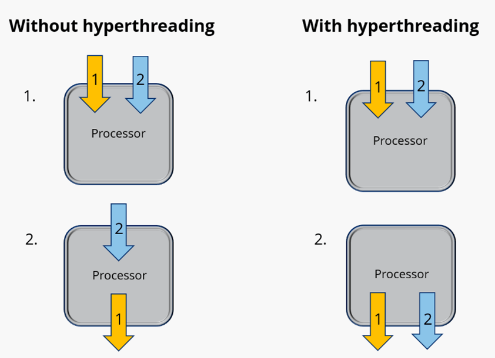 Without hyperthreading
With hyperthreading
1.
1
2
Processor
1.
1
2
Processor
2.
2
Processor
1
2.
Processor
1
2